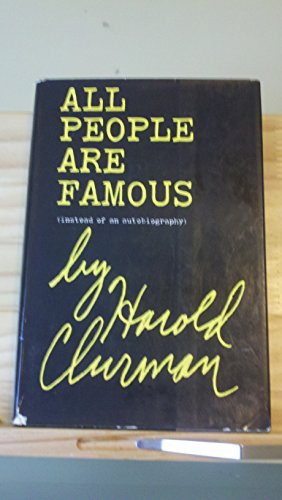 ALL
PEOPLE
ARE
FAMOUS
(instead of an autobiography)
by Harold
Clurman